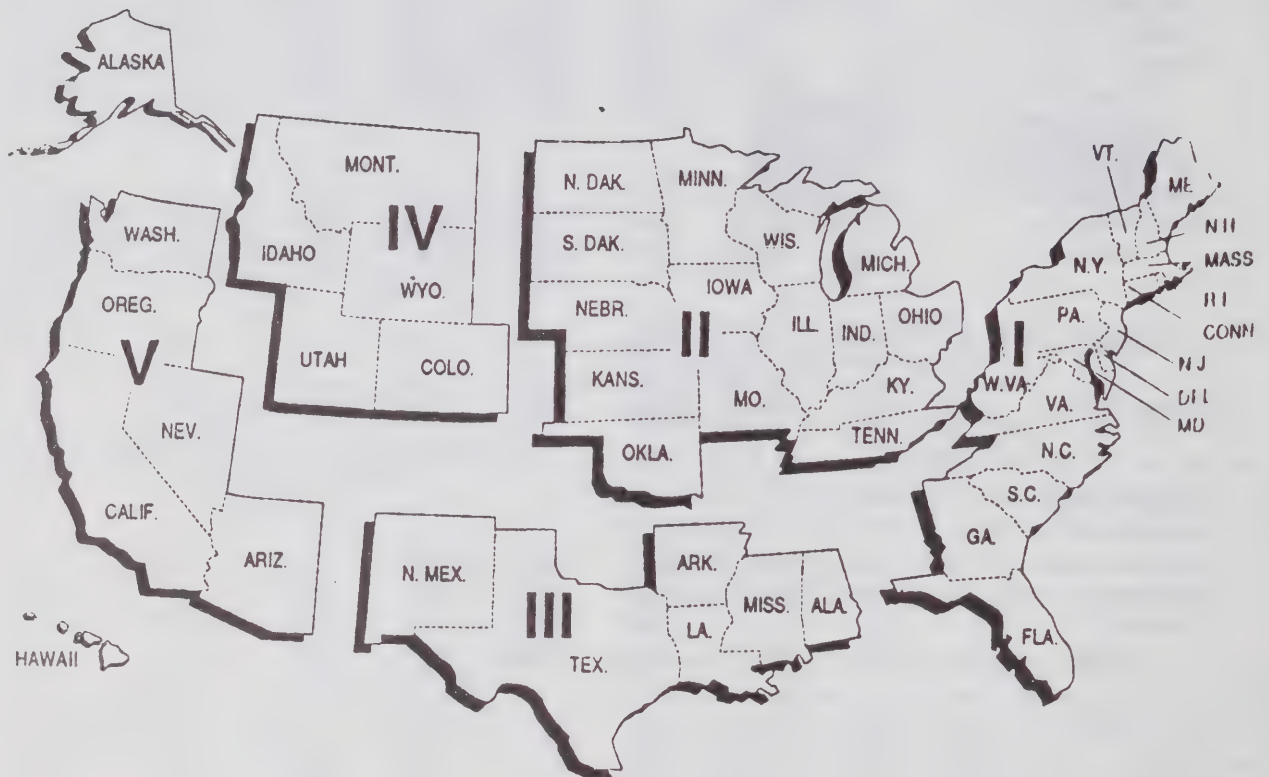 ALASKA
MONT.
IV
IDAHO
WYO.
UTAH
COLO.
WASH.
OREG.
V
NEV.
CALIF.
ARIZ.
HAWAII
N. DAK.
MINN.
S. DAK.
WIS.
MICH.
NEBR.
IOWA
II
ILL
IND.
OHIO
KANS.
MO.
KY.
OKLA.
TENN.
N. MEX.
III
TEX.
ARK.
LA.
MISS.
ALA.
VT.
ME.
N.H
MASS
R.I
CONN
N.Y.
PA.
I
N.J
DEL
MD
W.VA
VA.
N.C.
S.C.
GA.
FLA.